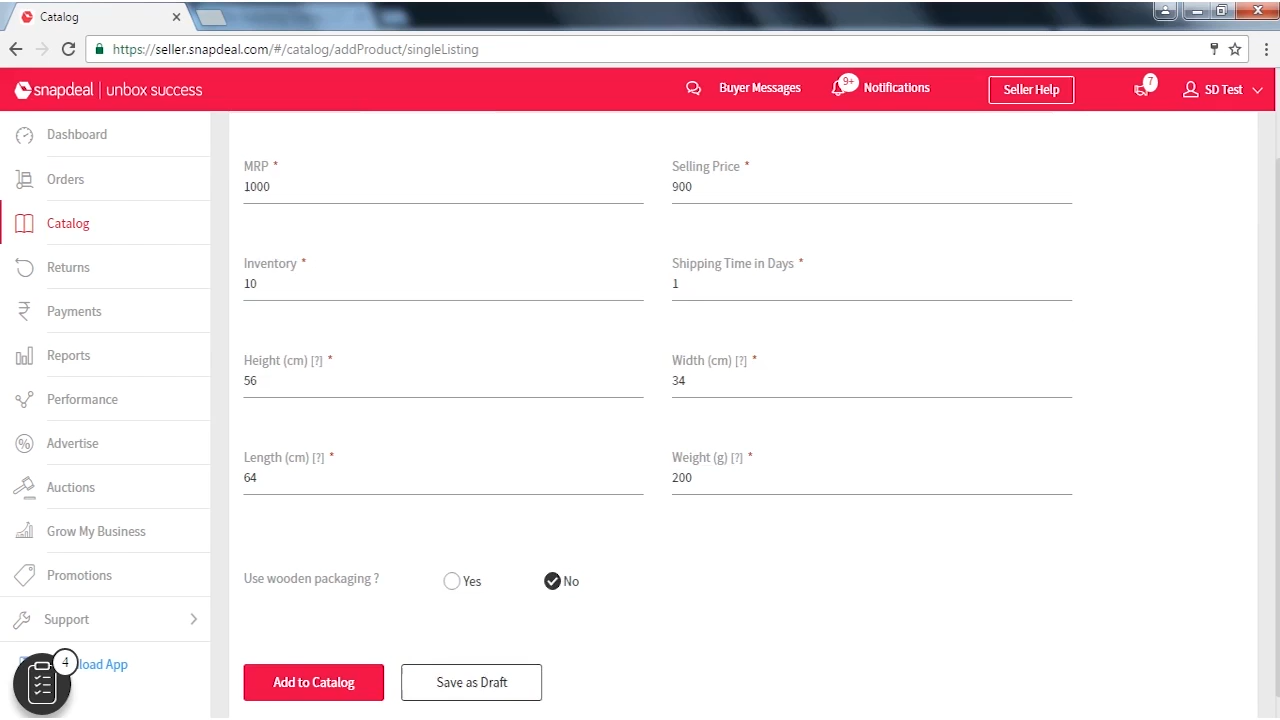 Catalog
https://seller.snapdeal.com/#/catalog/addProduct/singleListing
snapdeal unbox success
Buyer Messages
9+ Notifications
Seller Help
7
SD Test
Dashboard
Orders
Catalog
Returns
Payments
Reports
Performance
Advertise
Auctions
Grow My Business
Promotions
Support
4
load App
MRP *
1000
Selling Price *
900
Inventory *
10
Shipping Time in Days *
1
Height (cm) [?] *
56
Width (cm) [?] *
34
Length (cm) [?] *
64
Weight (g) [?] *
200
Use wooden packaging ? Yes No
Add to Catalog
Save as Draft